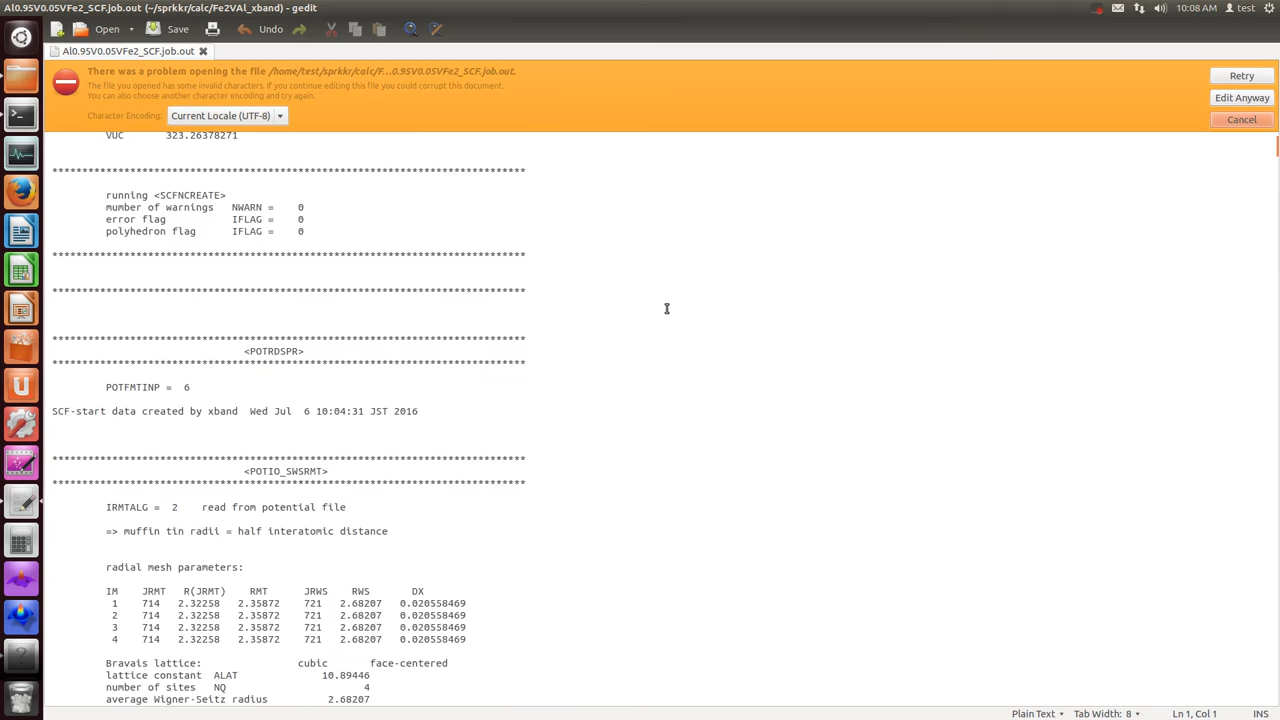 Al0.95V0.05VFe2_SCF.job.out (~/sprkkr/calc/Fe2VAl_xband) - gedit
10:08 AM test
Open Save Undo
Al0.95V0.05VFe2_SCF.job.out
There was a problem opening the file /home/test/sprkkr/calc/F...0.95V0.05VFe2_SCF.job.out.
The file you opened has some invalid characters. If you continue editing this file you could corrupt this document.
You can also choose another character encoding and try again.
Character Encoding: Current Locale (UTF-8)
Retry
Edit Anyway
Cancel
VUC 323.26378271
*******************************************************************************
running <SCFNCREATE>
mumber of warnings NWARN = 0
error flag IFLAG = 0
polyhedron flag IFLAG = 0
*******************************************************************************
*******************************************************************************
*******************************************************************************
<POTRDSPR>
*******************************************************************************
POTFMTINP = 6
SCF-start data created by xband Wed Jul 6 10:04:31 JST 2016
*******************************************************************************
<POTIO_SWSRMT>
*******************************************************************************
IRMTALG = 2 read from potential file
=> muffin tin radii = half interatomic distance
radial mesh parameters:
IM JRMT R(JRMT) RMT JRWS RWS DX
1 714 2.32258 2.35872 721 2.68207 0.020558469
2 714 2.32258 2.35872 721 2.68207 0.020558469
3 714 2.32258 2.35872 721 2.68207 0.020558469
4 714 2.32258 2.35872 721 2.68207 0.020558469
Bravais lattice: cubic face-centered
lattice constant ALAT 10.89446
number of sites NQ 4
average Wigner-Seitz radius 2.68207
Plain Text Tab Width: 8 Ln 1, Col 1 INS